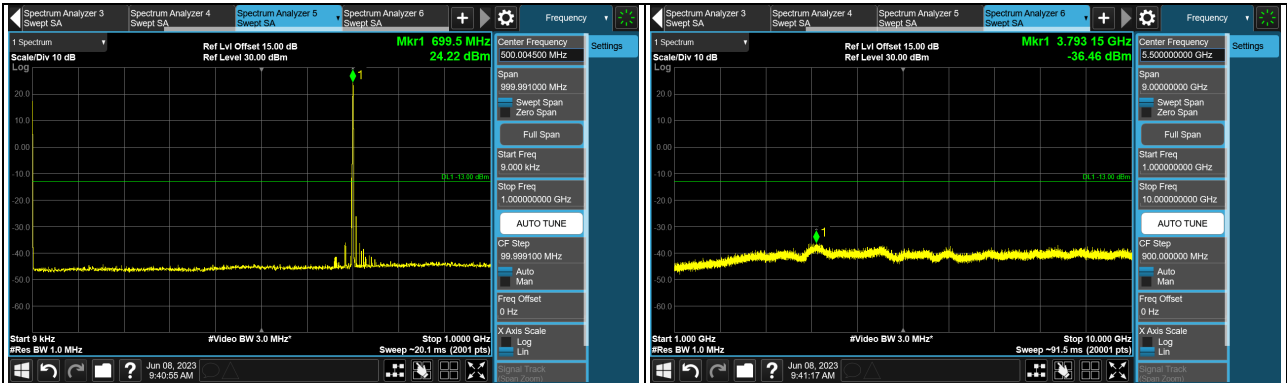 Spectrum Analyzer 3
Swept SA
Spectrum Analyzer 4
Swept SA
Spectrum Analyzer 5
Swept SA
Spectrum Analyzer 6
Swept SA
+
Frequency
1 Spectrum
Scale/Div 10 dB
Log
Ref Lvl Offset 15.00 dB
Ref Level 30.00 dBm
Mkr1 699.5 MHz
24.22 dBm
1
20.0
10.0
0.00
-10.0
-20.0
-30.0
-40.0
-50.0
-60.0
DL1 -13.00 dBm
Start 9 kHz
#Res BW 1.0 MHz
#Video BW 3.0 MHz*
Stop 1.0000 GHz
Sweep ~20.1 ms (2001 pts)
Center Frequency
500.004500 MHz
Settings
Span
999.991000 MHz
Swept Span
Zero Span
Full Span
Start Freq
9.000 kHz
Stop Freq
1.000000000 GHz
AUTO TUNE
CF Step
99.999100 MHz
Auto
Man
Freq Offset
0 Hz
X Axis Scale
Log
Lin
Signal Track
(Span Zoom)
?
Jun 08, 2023
9:40:55 AM
Spectrum Analyzer 3
Swept SA
Spectrum Analyzer 4
Swept SA
Spectrum Analyzer 5
Swept SA
Spectrum Analyzer 6
Swept SA
+
Frequency
1 Spectrum
Scale/Div 10 dB
Log
Ref Lvl Offset 15.00 dB
Ref Level 30.00 dBm
Mkr1 3.793 15 GHz
-36.46 dBm
1
20.0
10.0
0.00
-10.0
-20.0
-30.0
-40.0
-50.0
-60.0
DL1 -13.00 dBm
Start 1.000 GHz
#Res BW 1.0 MHz
#Video BW 3.0 MHz*
Stop 10.000 GHz
Sweep ~91.5 ms (20001 pts)
Center Frequency
5.500000000 GHz
Settings
Span
9.00000000 GHz
Swept Span
Zero Span
Full Span
Start Freq
1.000000000 GHz
Stop Freq
10.000000000 GHz
AUTO TUNE
CF Step
900.000000 MHz
Auto
Man
Freq Offset
0 Hz
X Axis Scale
Log
Lin
Signal Track
(Span Zoom)
?
Jun 08, 2023
9:41:17 AM